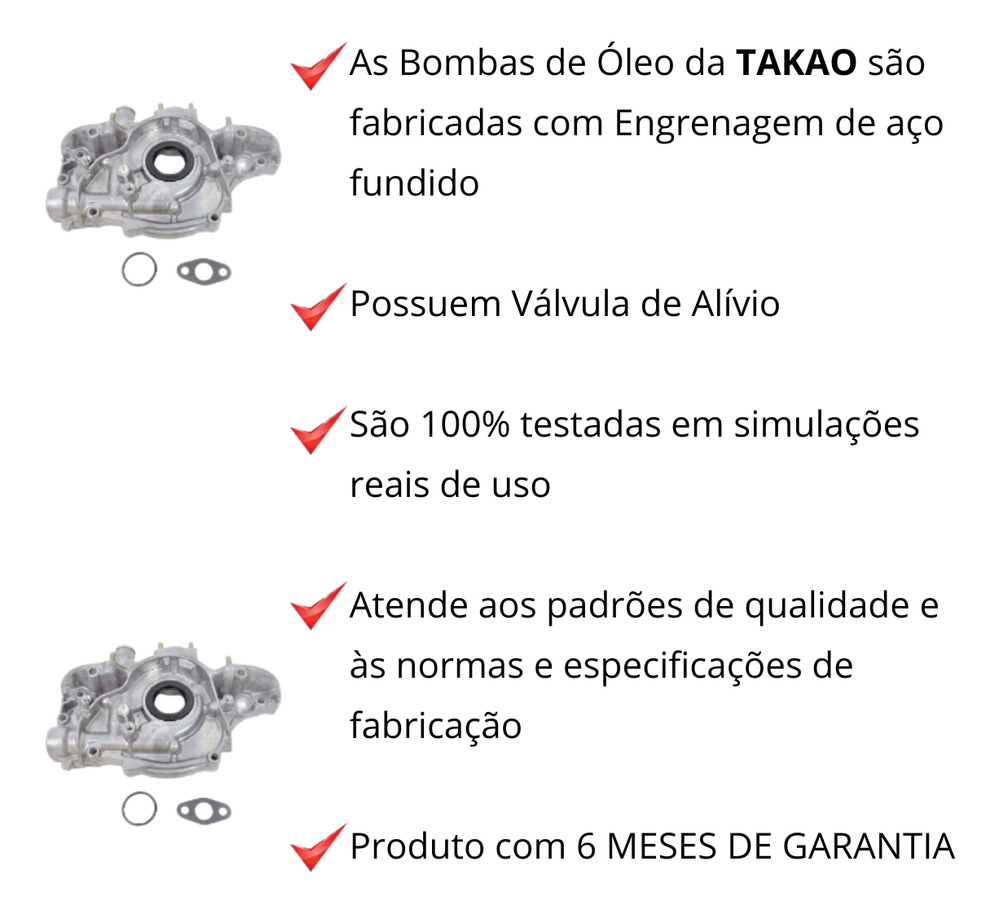 As Bombas de Óleo da TAKAO são
fabricadas com Engrenagem de aço
fundido
Possuem Válvula de Alívio
São 100% testadas em simulações
reais de uso
Atende aos padrões de qualidade e
às normas e especificações de
fabricação
Produto com 6 MESES DE GARANTIA